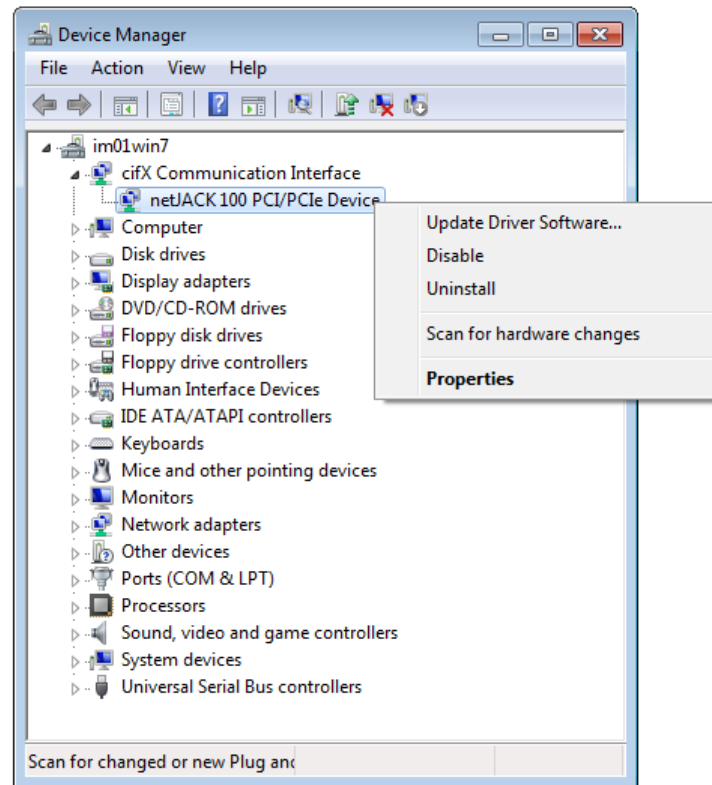 Device Manager
File Action View Help
im01win7
cifX Communication Interface
netJACK 100 PCI/PCIe Device
Computer
Disk drives
Display adapters
DVD/CD-ROM drives
Floppy disk drives
Floppy drive controllers
Human Interface Devices
IDE ATA/ATAPI controllers
Keyboards
Mice and other pointing devices
Monitors
Network adapters
Other devices
Ports (COM & LPT)
Processors
Sound, video and game controllers
System devices
Universal Serial Bus controllers
Update Driver Software...
Disable
Uninstall
Scan for hardware changes
Properties
Scan for changed or new Plug and